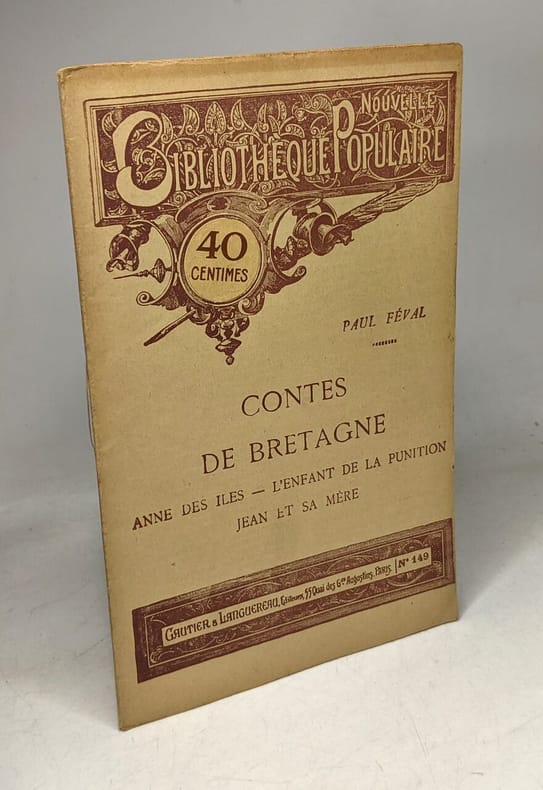 NOUVELLE
BIBLIOTHÈQUE POPULAIRE
40
CENTIMES
PAUL FÉVAL
CONTES
DE BRETAGNE
ANNE DES ILES — L'ENFANT DE LA PUNITION
JEAN ET SA MÈRE
GAUTIER & LANGUEREAU, Editeurs, 55 Quai des Gds Augustins, PARIS. N° 149